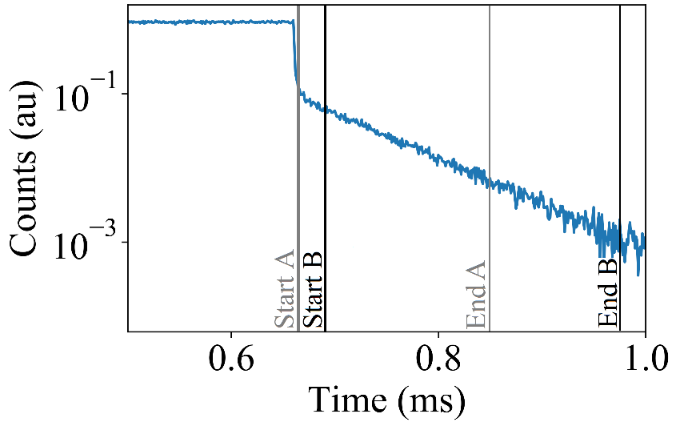 Counts (au)
10⁻¹
10⁻³
Start A
Start B
End A
End B
0.6
0.8
1.0
Time (ms)